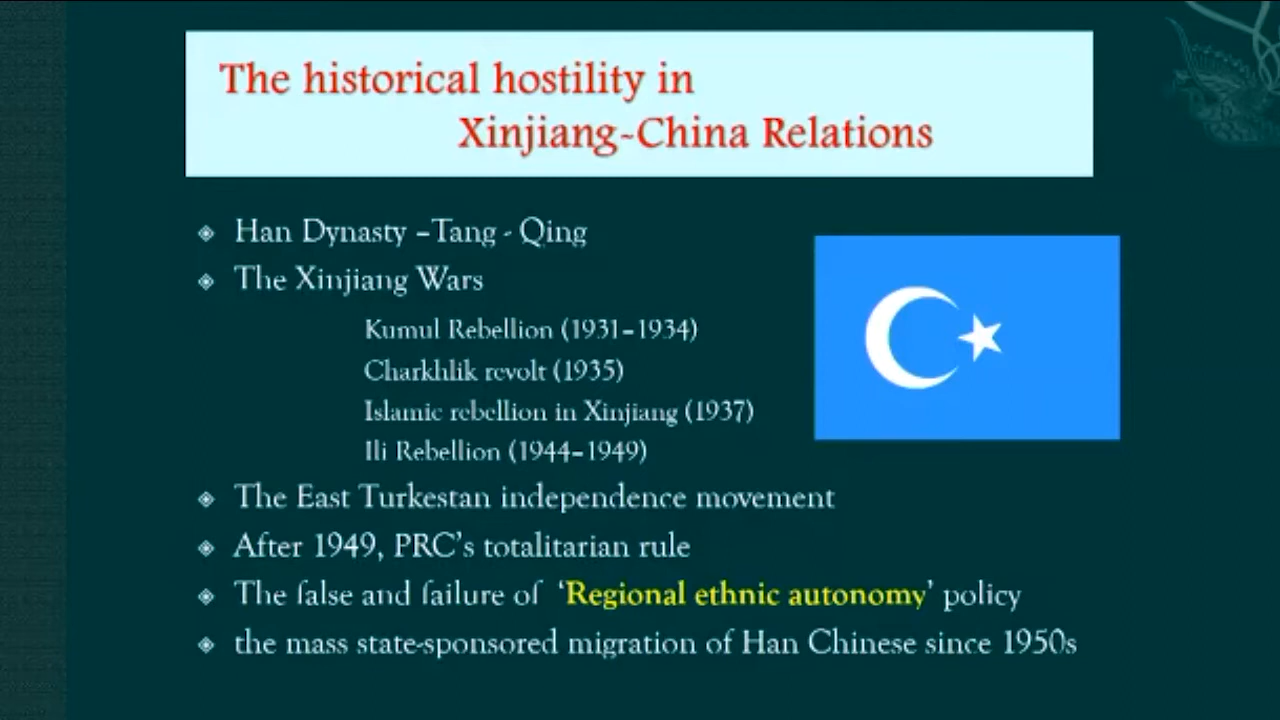 The historical hostility in
Xinjiang-China Relations
Han Dynasty –Tang - Qing
The Xinjiang Wars
Kumul Rebellion (1931–1934)
Charkhlik revolt (1935)
Islamic rebellion in Xinjiang (1937)
Ili Rebellion (1944–1949)
The East Turkestan independence movement
After 1949, PRC’s totalitarian rule
The false and failure of ‘Regional ethnic autonomy’ policy
the mass state-sponsored migration of Han Chinese since 1950s